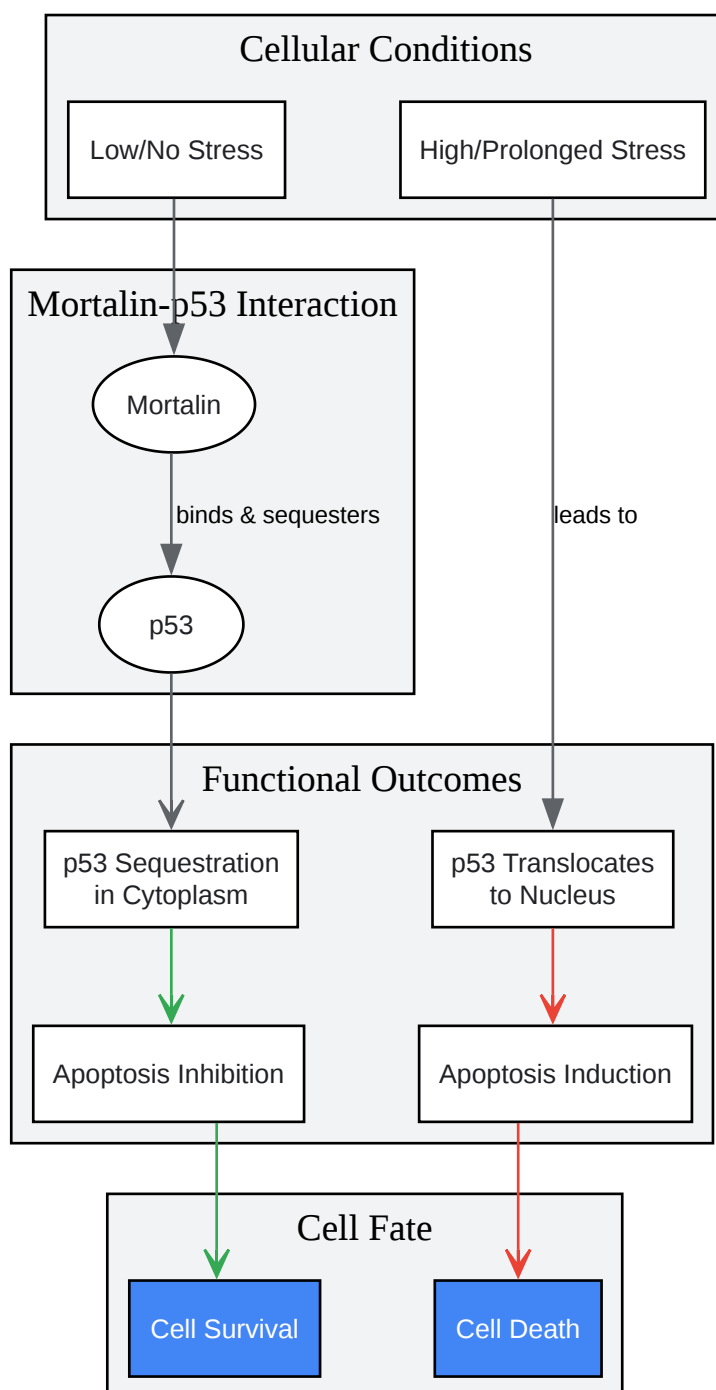 Cellular Conditions
Low/No Stress
High/Prolonged Stress
Mortalin-p53 Interaction
Mortalin
binds & sequesters
leads to
p53
Functional Outcomes
p53 Sequestration
in Cytoplasm
p53 Translocates
to Nucleus
Apoptosis Inhibition
Apoptosis Induction
Cell Fate
Cell Survival
Cell Death